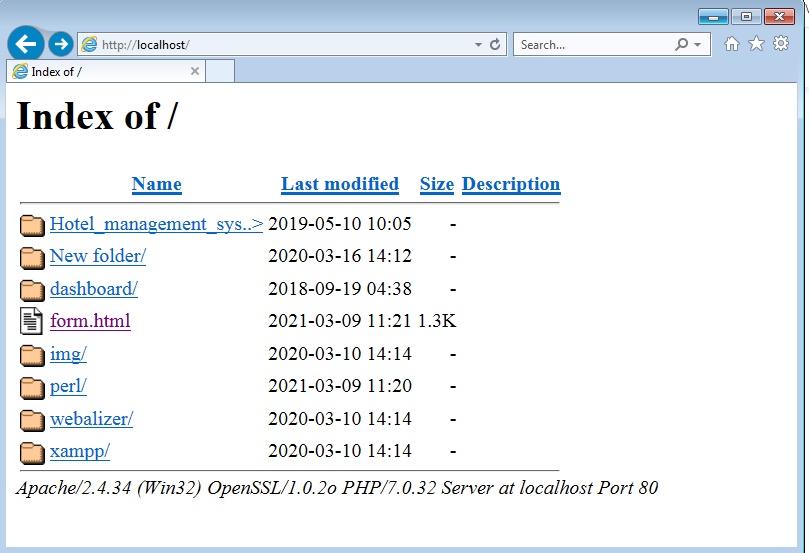 http://localhost/
Search...
Index of /
Index of /
Name Last modified Size Description
Hotel_management_sys..> 2019-05-10 10:05 -
New folder/ 2020-03-16 14:12 -
dashboard/ 2018-09-19 04:38 -
form.html 2021-03-09 11:21 1.3K
img/ 2020-03-10 14:14 -
perl/ 2021-03-09 11:20 -
webalizer/ 2020-03-10 14:14 -
xampp/ 2020-03-10 14:14 -
Apache/2.4.34 (Win32) OpenSSL/1.0.2o PHP/7.0.32 Server at localhost Port 80